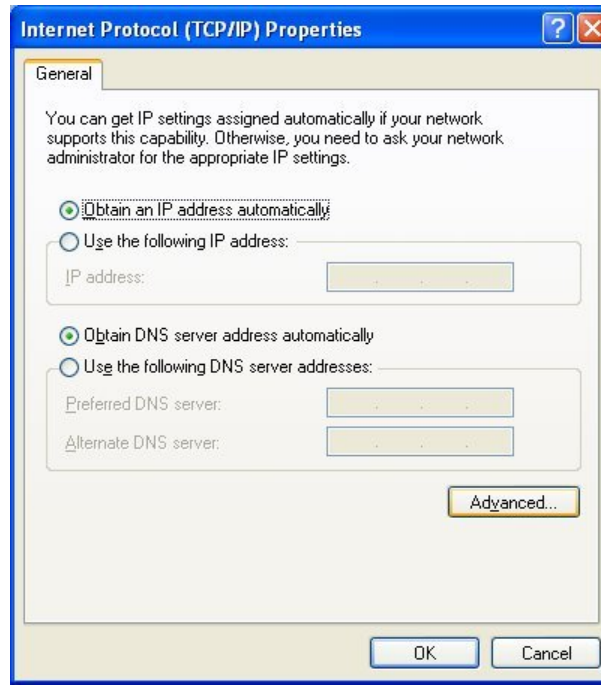 Internet Protocol (TCP/IP) Properties
General
You can get IP settings assigned automatically if your network
supports this capability. Otherwise, you need to ask your network
administrator for the appropriate IP settings.
Obtain an IP address automatically
Use the following IP address:
IP address:
Obtain DNS server address automatically
Use the following DNS server addresses:
Preferred DNS server:
Alternate DNS server:
Advanced...
OK Cancel